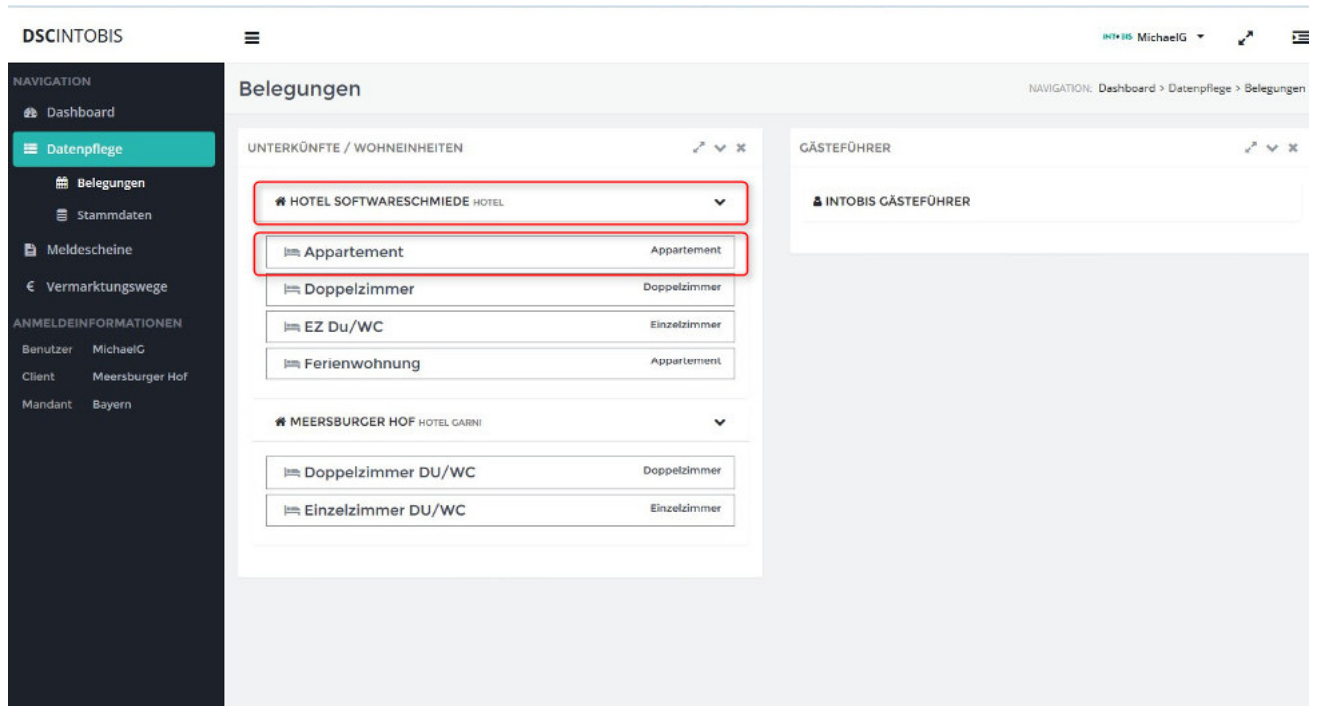 DSCINTOBIS
INTOBIS MichaelG
NAVIGATION
Dashboard
Datenpflege
Belegungen
Stammdaten
Meldescheine
€ Vermarktungswege
ANMELDEINFORMATIONEN
Benutzer MichaelG
Client Meersburger Hof
Mandant Bayern
Belegungen
NAVIGATION: Dashboard > Datenpflege > Belegungen
UNTERKÜNFTE / WOHNEINHEITEN
HOTEL SOFTWARESCHMIEDE HOTEL
Appartement Appartement
Doppelzimmer Doppelzimmer
EZ Du/WC Einzelzimmer
Ferienwohnung Appartement
MEERSBURGER HOF HOTEL GARNI
Doppelzimmer DU/WC Doppelzimmer
Einzelzimmer DU/WC Einzelzimmer
GÄSTEFÜHRER
INTOBIS GÄSTEFÜHRER